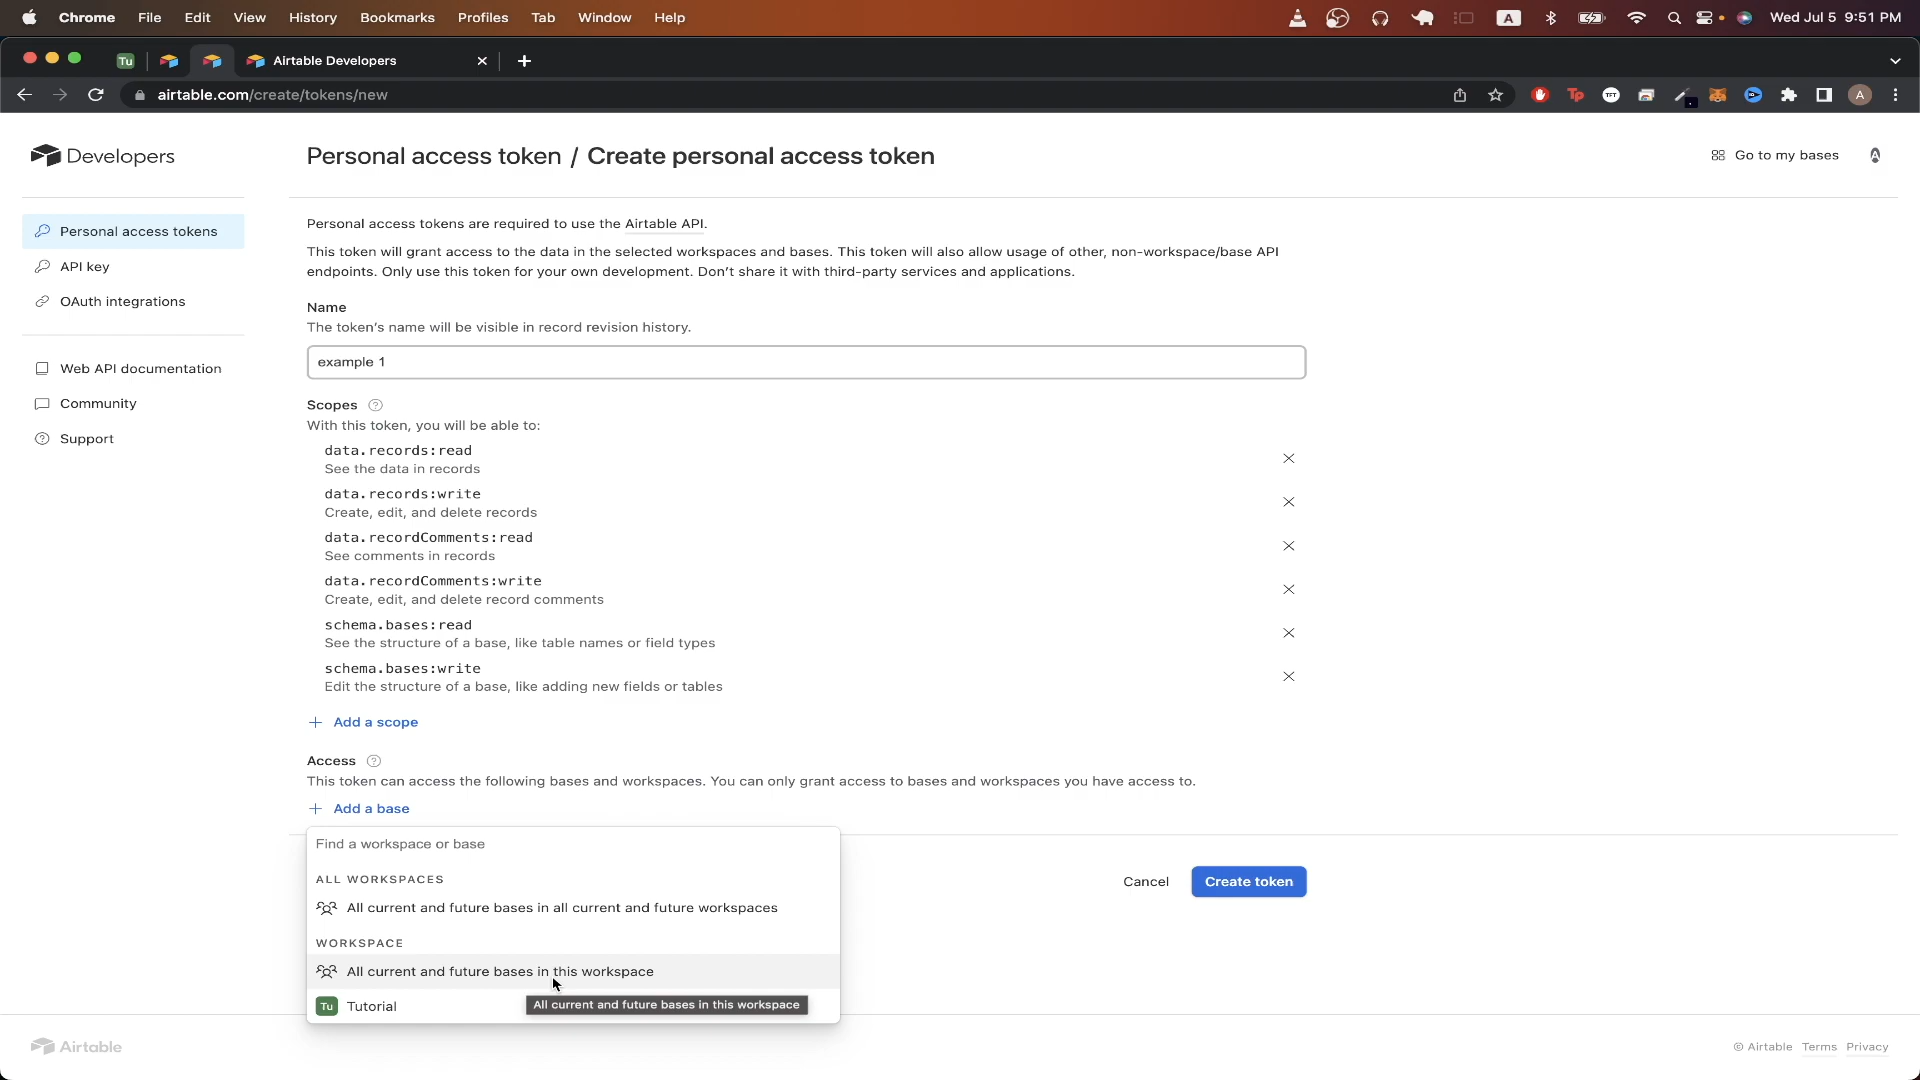 Chrome File Edit View History Bookmarks Profiles Tab Window Help
A
Wed Jul 5 9:51 PM
Tu
Airtable Developers
airtable.com/create/tokens/new
Tp
TFT
A
Developers
Personal access token / Create personal access token
Go to my bases
A
Personal access tokens
API key
OAuth integrations
Web API documentation
Community
Support
Personal access tokens are required to use the Airtable API.
This token will grant access to the data in the selected workspaces and bases. This token will also allow usage of other, non-workspace/base API
endpoints. Only use this token for your own development. Don't share it with third-party services and applications.
Name
The token's name will be visible in record revision history.
example 1
Scopes
With this token, you will be able to:
data.records:read
See the data in records
data.records:write
Create, edit, and delete records
data.recordComments:read
See comments in records
data.recordComments:write
Create, edit, and delete record comments
schema.bases:read
See the structure of a base, like table names or field types
schema.bases:write
Edit the structure of a base, like adding new fields or tables
Add a scope
Access
This token can access the following bases and workspaces. You can only grant access to bases and workspaces you have access to.
Add a base
Find a workspace or base
ALL WORKSPACES
All current and future bases in all current and future workspaces
WORKSPACE
All current and future bases in this workspace
Tu Tutorial
All current and future bases in this workspace
Cancel
Create token
Airtable
© Airtable Terms Privacy